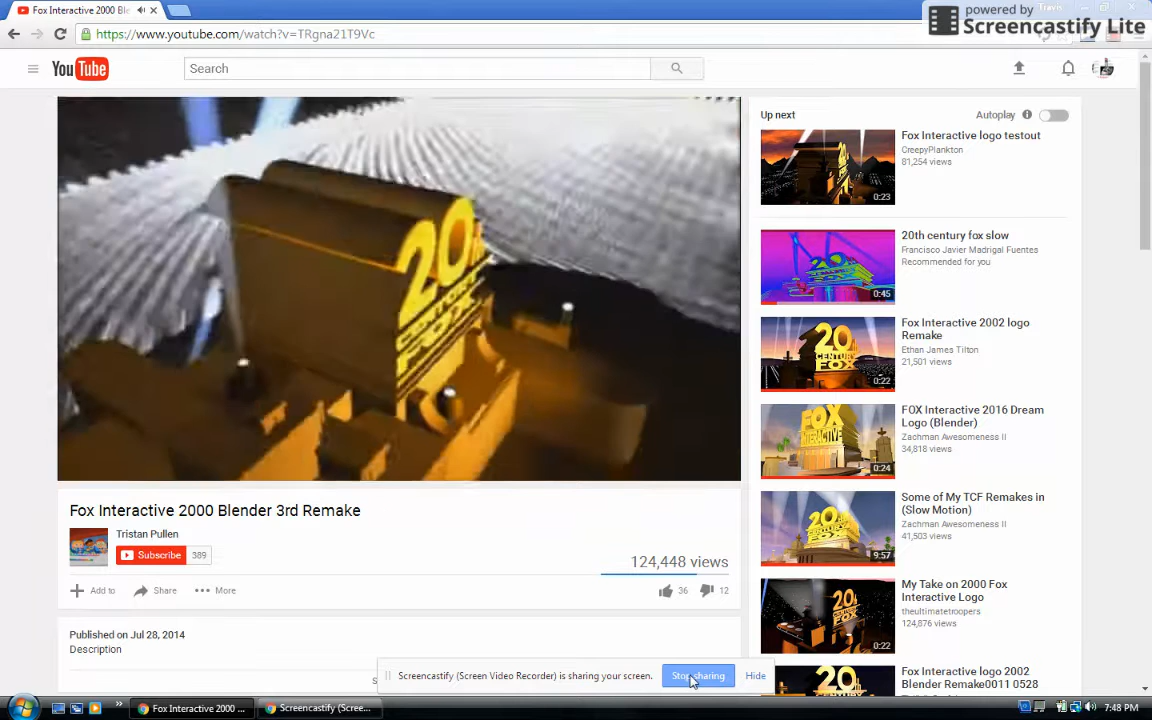 Fox Interactive 2000 Ble
Travis
powered by
Screencastify Lite
https://www.youtube.com/watch?v=TRgna21T9Vc
YouTube
Search
20th
CENTURY
FOX
Up next
Autoplay
Fox Interactive logo testout
CreepyPlankton
81,254 views
0:23
20th century fox slow
Francisco Javier Madrigal Fuentes
Recommended for you
0:45
Fox Interactive 2002 logo
Remake
Ethan James Tilton
21,501 views
0:22
FOX Interactive 2016 Dream
Logo (Blender)
Zachman Awesomeness II
34,818 views
0:24
Some of My TCF Remakes in
(Slow Motion)
Zachman Awesomeness II
41,503 views
9:57
My Take on 2000 Fox
Interactive Logo
theultimatetroopers
124,876 views
0:22
Fox Interactive logo 2002
Blender Remake0011 0528
Fox Interactive 2000 Blender 3rd Remake
Tristan Pullen
Subscribe 389
124,448 views
Add to Share More 36 12
Published on Jul 28, 2014
Description
Screencastify (Screen Video Recorder) is sharing your screen. Stop sharing Hide
Fox Interactive 2000 ... Screencastify (Scree... 7:48 PM